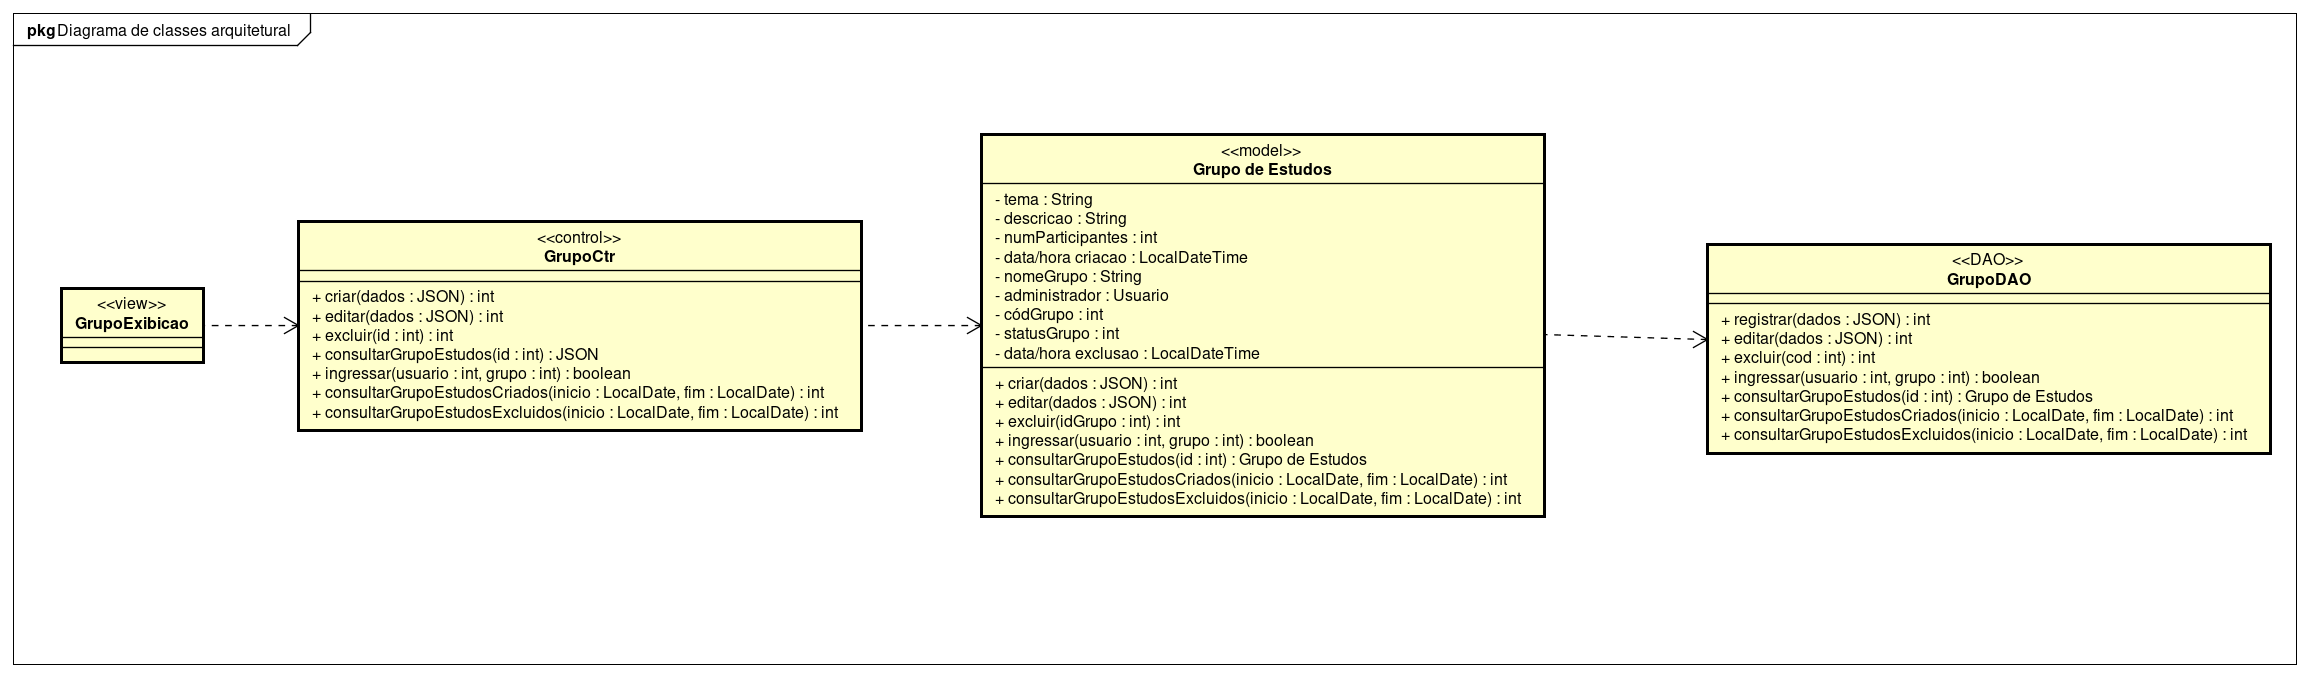 pkg Diagrama de classes arquitetural
<<view>>
GrupoExibicao
<<control>>
GrupoCtr
+ criar(dados : JSON) : int
+ editar(dados : JSON) : int
+ excluir(id : int) : int
+ consultarGrupoEstudos(id : int) : JSON
+ ingressar(usuario : int, grupo : int) : boolean
+ consultarGrupoEstudosCriados(inicio : LocalDate, fim : LocalDate) : int
+ consultarGrupoEstudosExcluidos(inicio : LocalDate, fim : LocalDate) : int
<<model>>
Grupo de Estudos
- tema : String
- descricao : String
- numParticipantes : int
- data/hora criacao : LocalDateTime
- nomeGrupo : String
- administrador : Usuario
- códGrupo : int
- statusGrupo : int
- data/hora exclusao : LocalDateTime
+ criar(dados : JSON) : int
+ editar(dados : JSON) : int
+ excluir(idGrupo : int) : int
+ ingressar(usuario : int, grupo : int) : boolean
+ consultarGrupoEstudos(id : int) : Grupo de Estudos
+ consultarGrupoEstudosCriados(inicio : LocalDate, fim : LocalDate) : int
+ consultarGrupoEstudosExcluidos(inicio : LocalDate, fim : LocalDate) : int
<<DAO>>
GrupoDAO
+ registrar(dados : JSON) : int
+ editar(dados : JSON) : int
+ excluir(cod : int) : int
+ ingressar(usuario : int, grupo : int) : boolean
+ consultarGrupoEstudos(id : int) : Grupo de Estudos
+ consultarGrupoEstudosCriados(inicio : LocalDate, fim : LocalDate) : int
+ consultarGrupoEstudosExcluidos(inicio : LocalDate, fim : LocalDate) : int